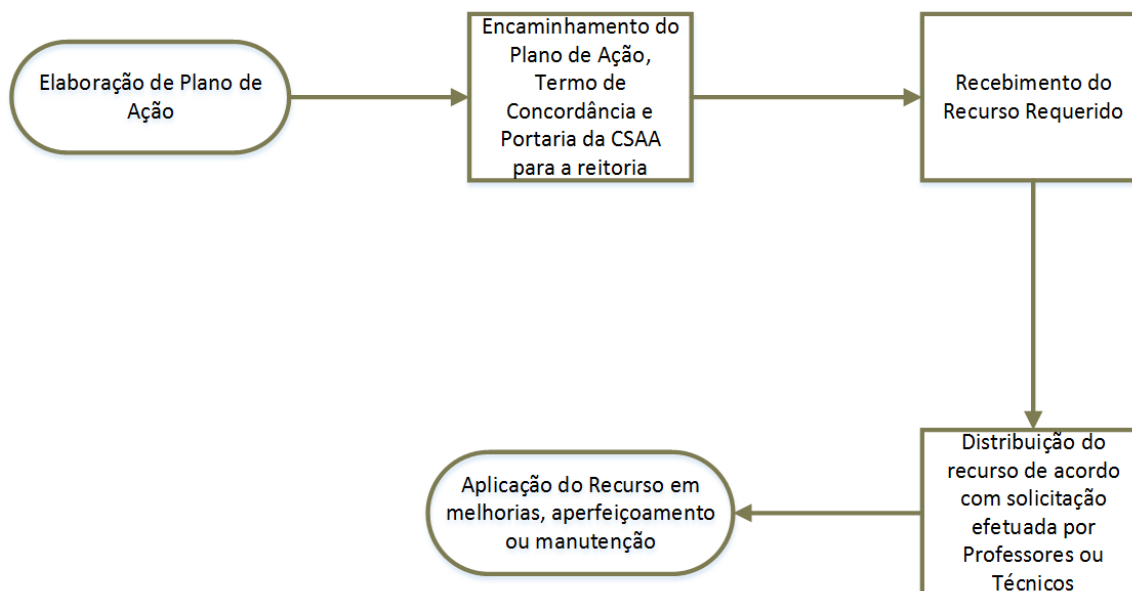 Elaboração de Plano de
Ação
Encaminhamento do
Plano de Ação,
Termo de
Concordância e
Portaria da CSAA
para a reitoria
Recebimento do
Recurso Requerido
Distribuição do
recurso de acordo
com solicitação
efetuada por
Professores ou
Técnicos
Aplicação do Recurso em
melhorias, aperfeiçoamento
ou manutenção